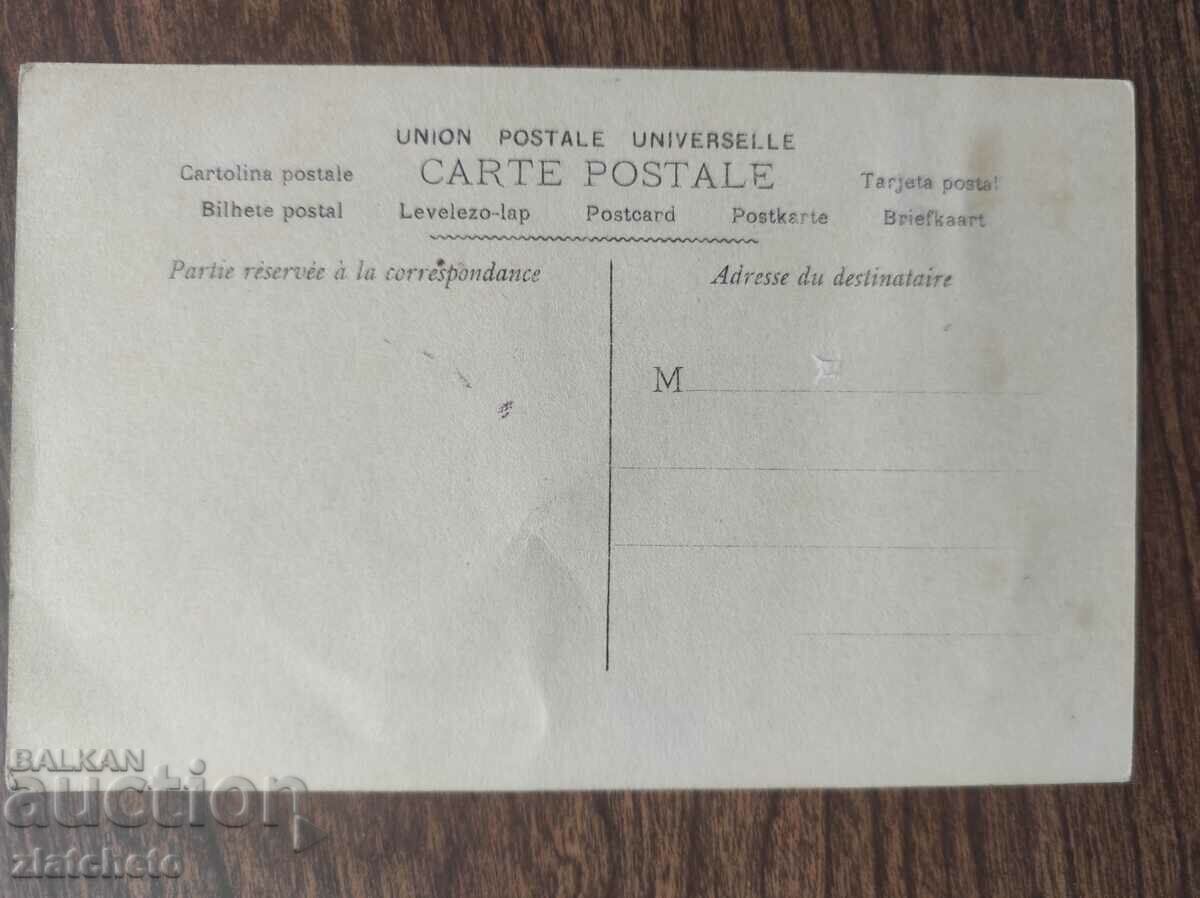 UNION POSTALE UNIVERSELLE
CARTE POSTALE
Cartolina postale
Tarjeta postal
Bilhete postal Levelezo-lap Postcard Postkarte Briefkaart
Partie réservée à la correspondance
Adresse du destinataire
M
BALKAN
auction
zlatcheto